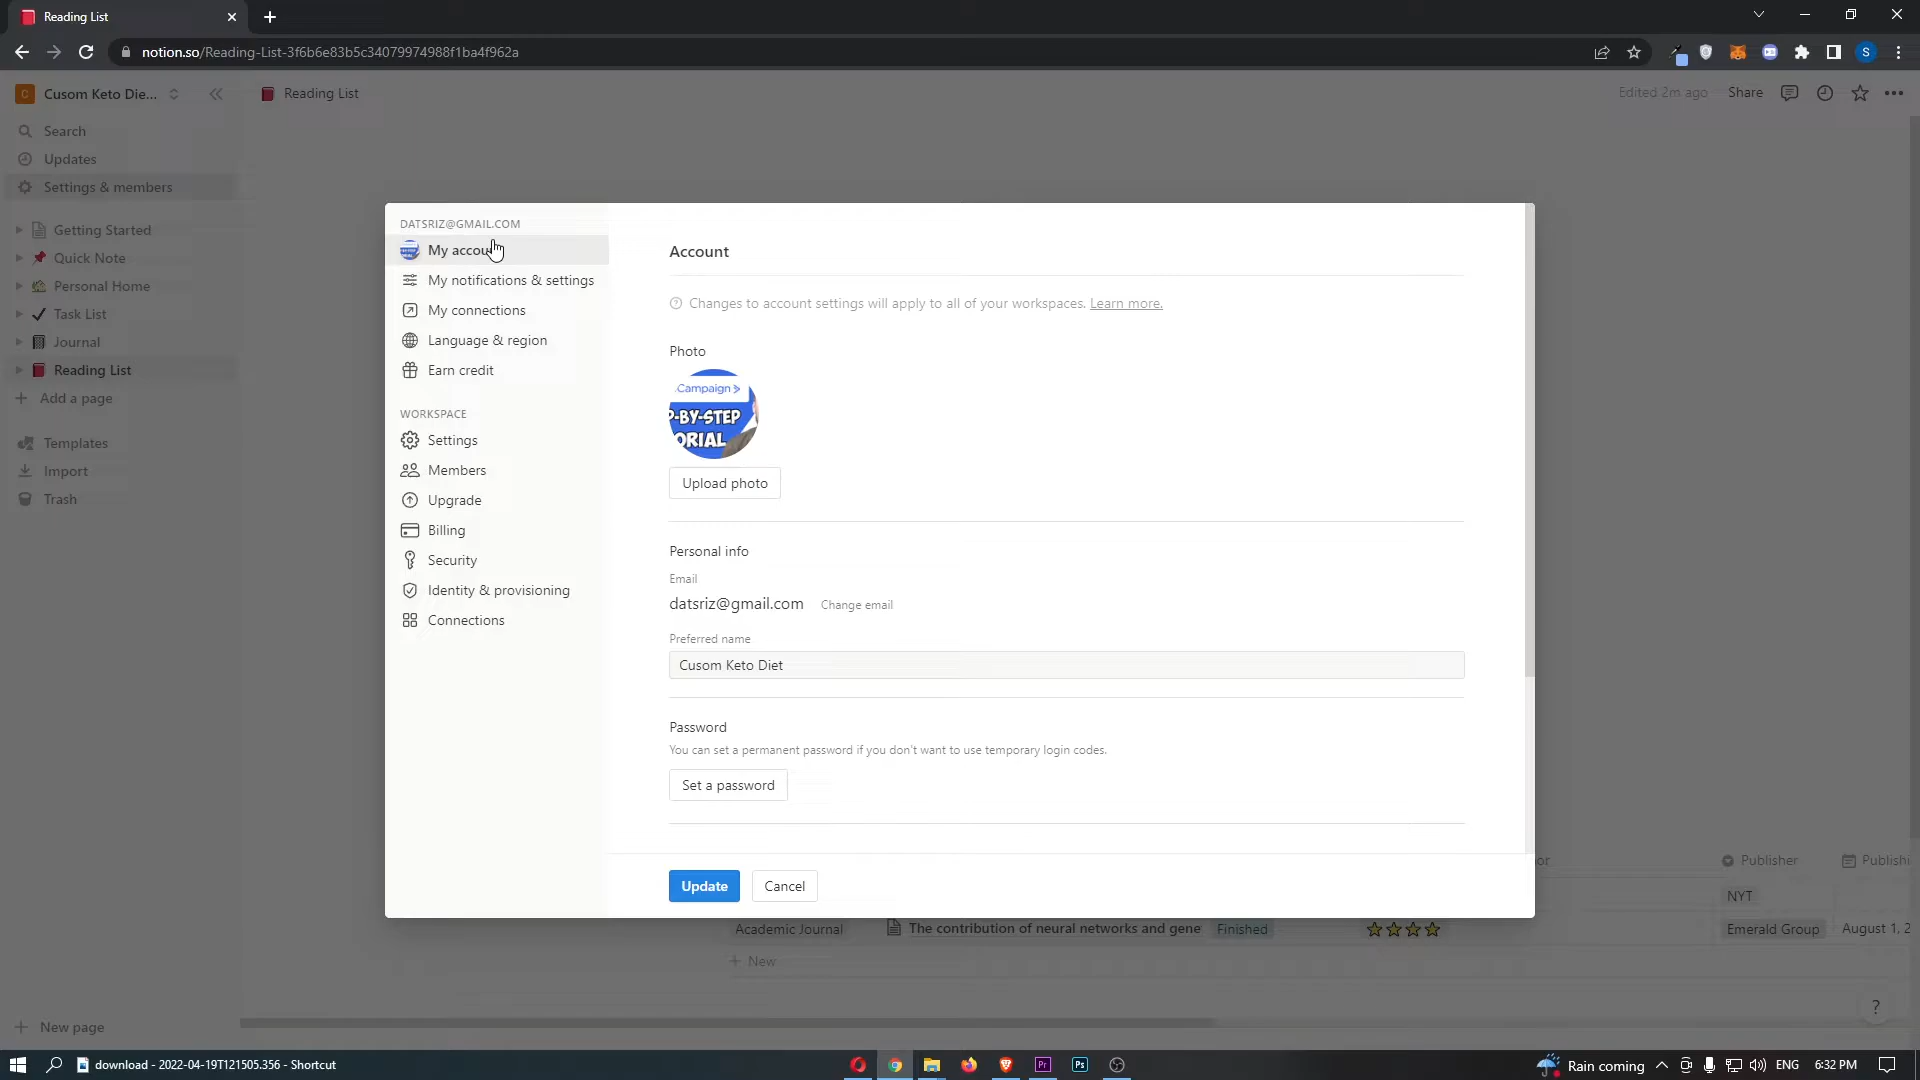 Reading List
notion.so/Reading-List-3f6b6e83b5c34079974988f1ba4f962a
S
C Cusom Keto Die...
Reading List
Edited 2m ago Share
Search
Updates
Settings & members
Getting Started
Quick Note
Personal Home
Task List
Journal
Reading List
Add a page
Templates
Import
Trash
New page
DATSRIZ@GMAIL.COM
My accou
My notifications & settings
My connections
Language & region
Earn credit
WORKSPACE
Settings
Members
Upgrade
Billing
Security
Identity & provisioning
Connections
Account
Changes to account settings will apply to all of your workspaces. Learn more.
Photo
Campaign >
P-BY-STEP
ORIAL
Upload photo
Personal info
Email
datsriz@gmail.com Change email
Preferred name
Cusom Keto Diet
Password
You can set a permanent password if you don't want to use temporary login codes.
Set a password
Update Cancel
or Publisher Publishi
NYT
Academic Journal The contribution of neural networks and gene Finished Emerald Group August 1, 2
+ New
?
download - 2022-04-19T121505.356 - Shortcut
Pr Ps
Rain coming ENG 6:32 PM